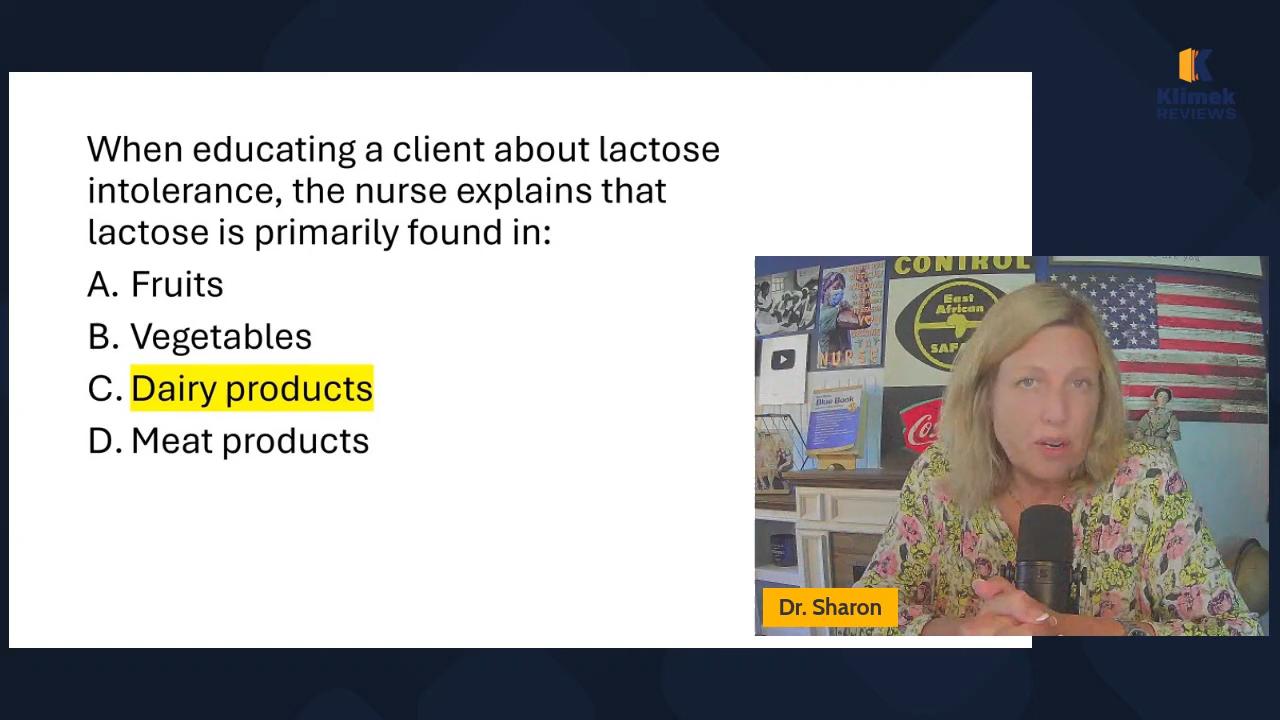 Klimek
REVIEWS
When educating a client about lactose
intolerance, the nurse explains that
lactose is primarily found in:
A. Fruits
B. Vegetables
C. Dairy products
D. Meat products
CONTROL
East
African
NURSE
Blue Book
Dr. Sharon